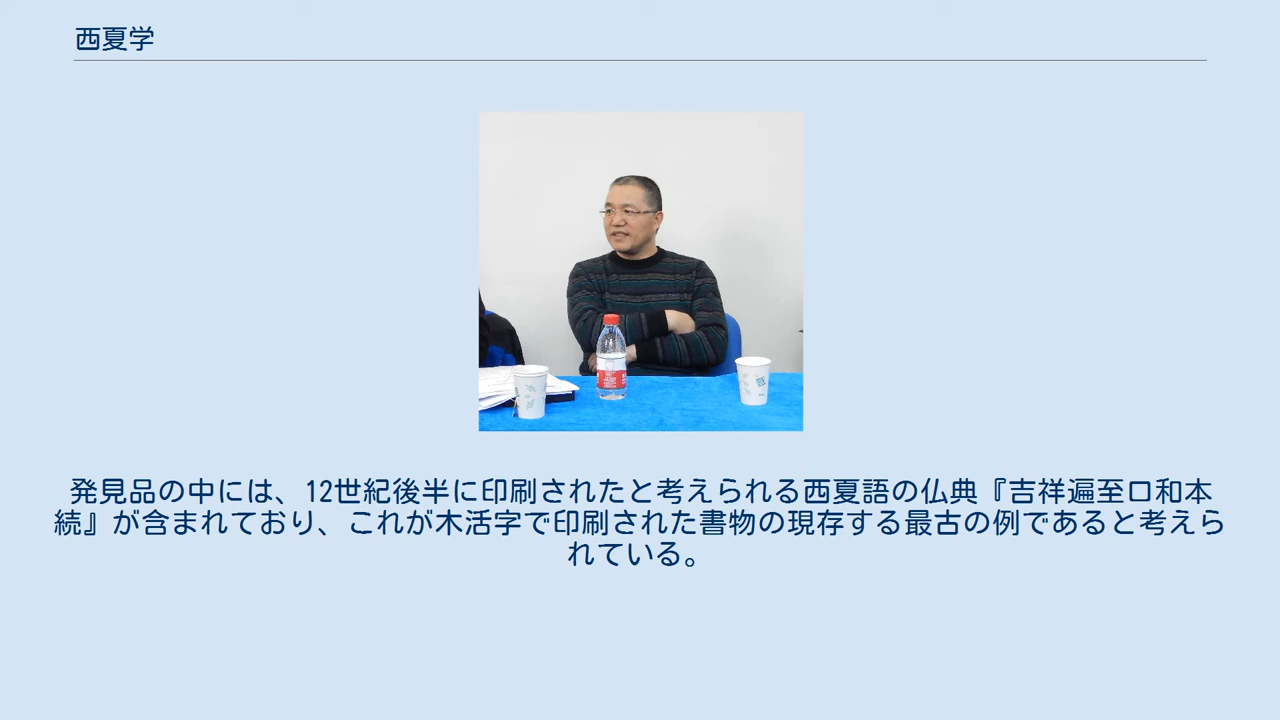 西夏学
発見品の中には、12世紀後半に印刷されたと考えられる西夏語の仏典『吉祥遍至口和本
続』が含まれており、これが木活字で印刷された書物の現存する最古の例であると考えら
れている。